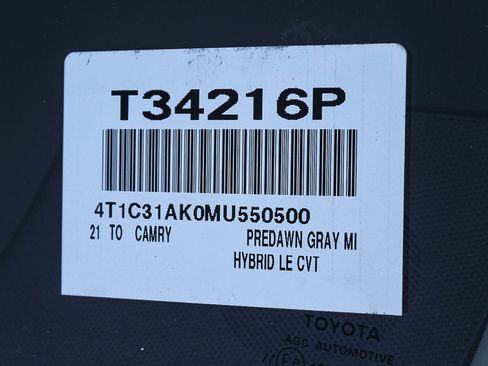 T34216P
4T1C31AK0MU550500
21 TO CAMRY PREDAWN GRAY MI
HYBRID LE CVT
TOYOTA
AGC AUTOMOTIVE